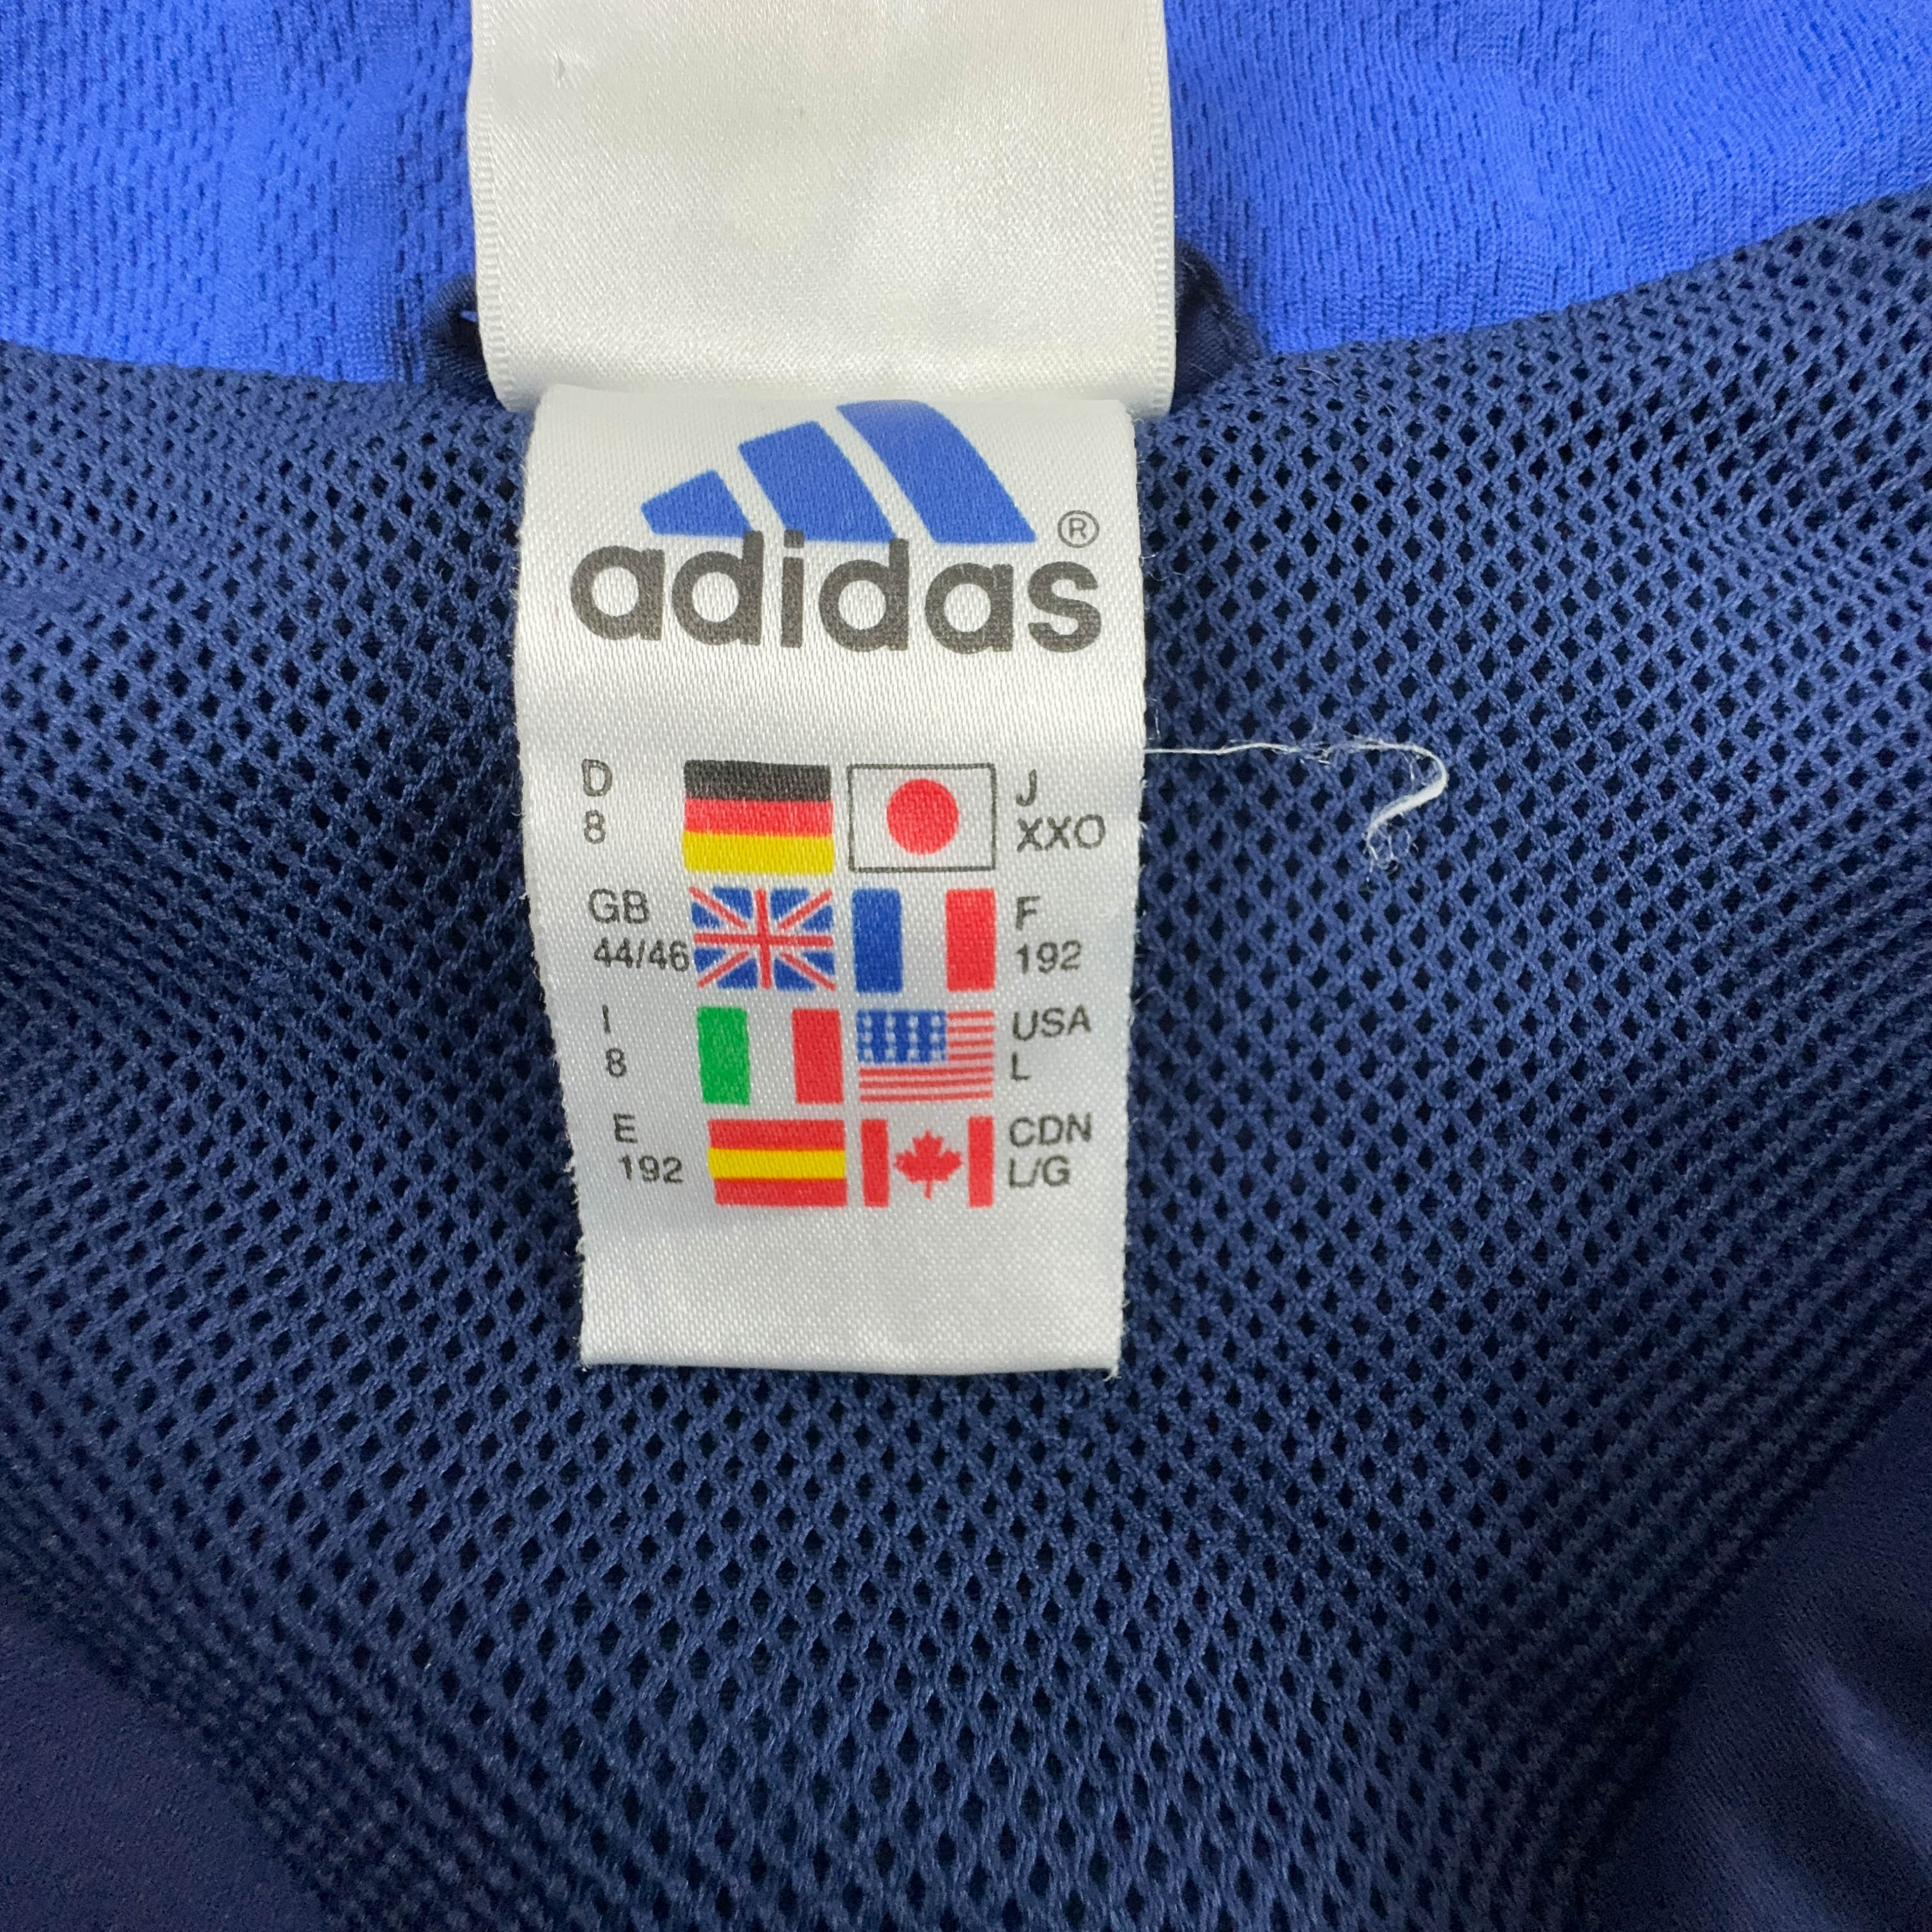 adidas®
D
8
J
XXO
GB
44/46
F
192
I
8
USA
L
E
192
CDN
L/G